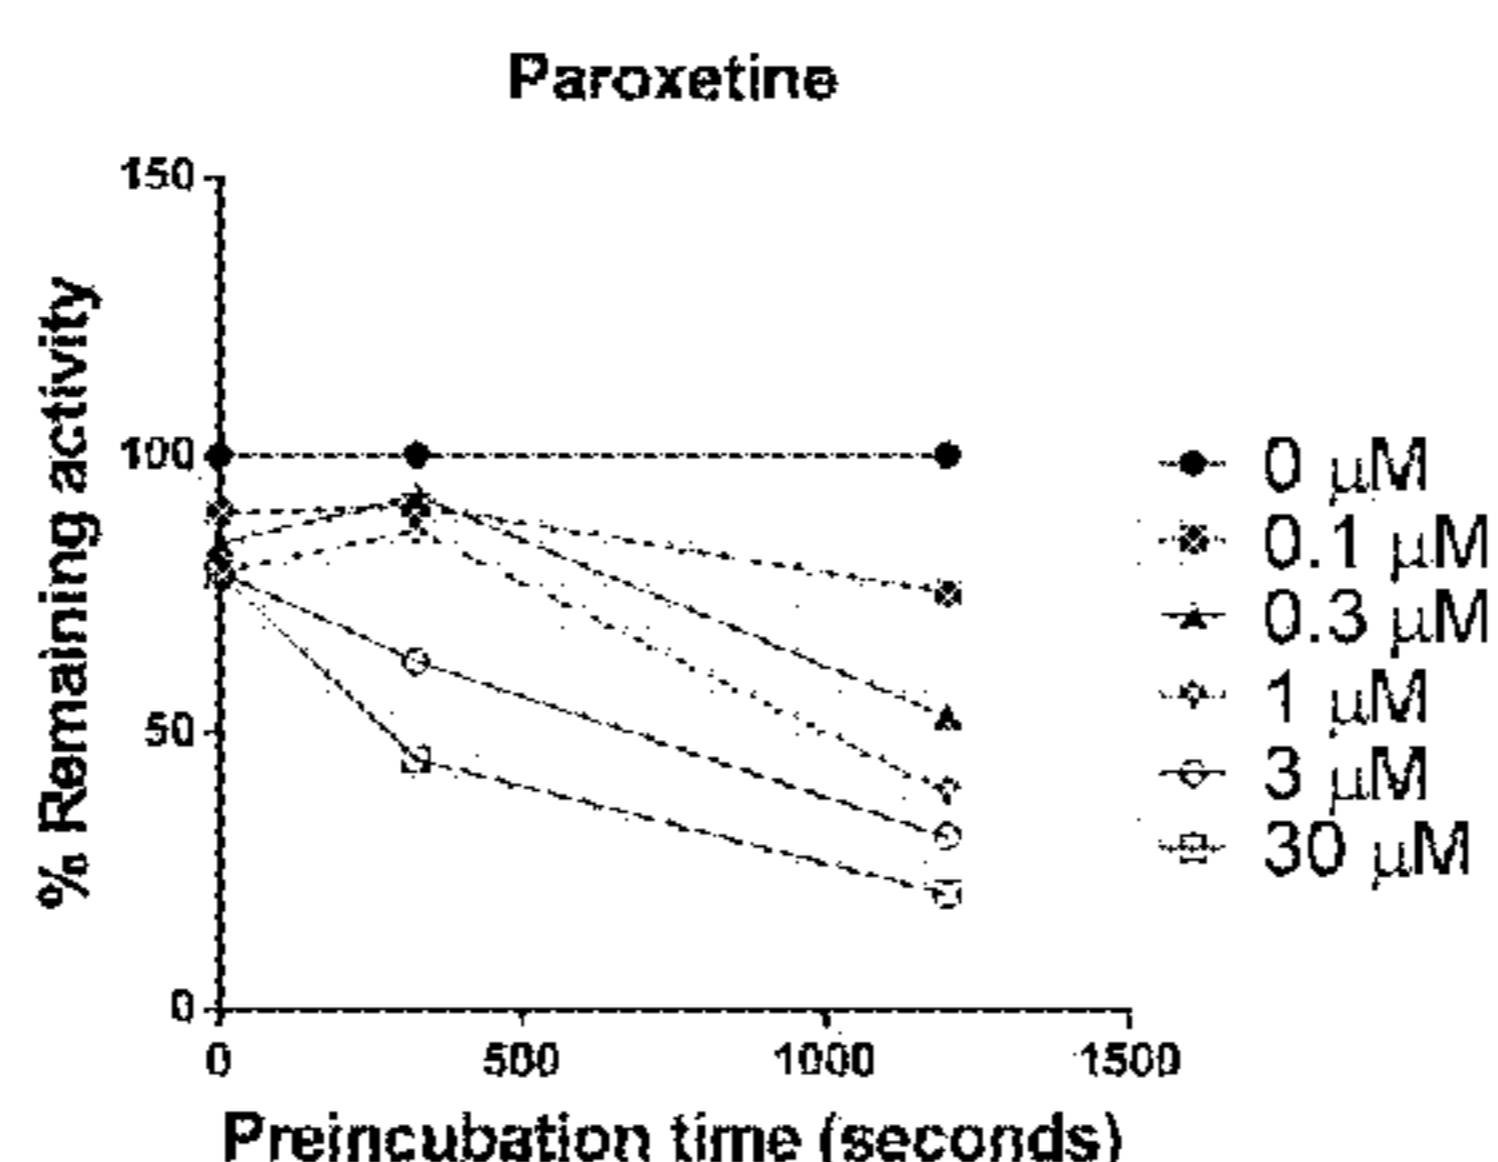 Paroxetine
150
100
50
0
% Remaining activity
0 500 1000 1500
Preincubation time (seconds)
0 μM
0.1 μM
0.3 μM
1 μM
3 μM
30 μM